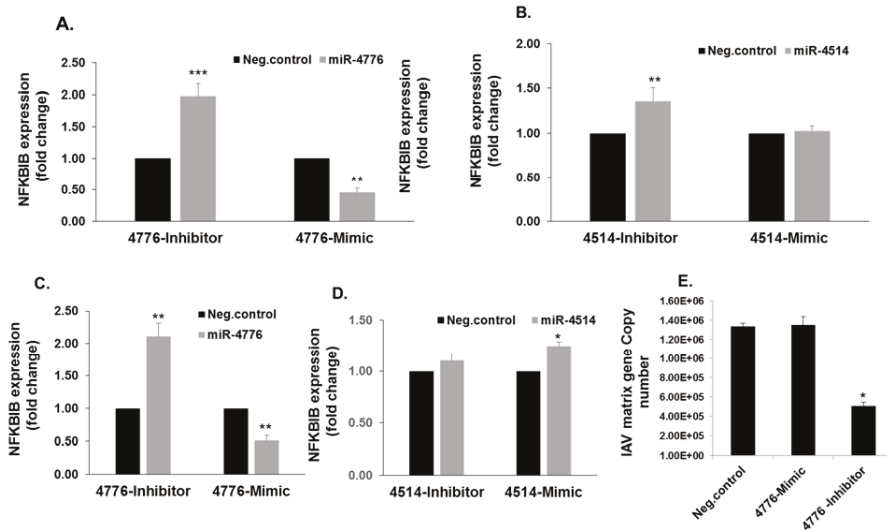 A.
Neg.control miR-4776
NFKBIB expression
(fold change)
2.50
2.00
1.50
1.00
0.50
0.00
***
**
4776-Inhibitor 4776-Mimic
B.
Neg.control miR-4514
NFKBIB expression
(fold change)
NFKBIB expression
(fold change)
2.00
1.50
1.00
0.50
0.00
**
4514-Inhibitor 4514-Mimic
C.
Neg.control
miR-4776
NFKBIB expression
(fold change)
2.50
2.00
1.50
1.00
0.50
0.00
**
**
4776-Inhibitor 4776-Mimic
D.
Neg.control miR-4514
NFKBIB expression
(fold change)
1.50
1.00
0.50
0.00
*
4514-Inhibitor 4514-Mimic
E.
IAV matrix gene Copy
number
1.60E+06
1.40E+06
1.20E+06
1.00E+06
8.00E+05
6.00E+05
4.00E+05
2.00E+05
1.00E+00
*
Neg.control
4776-Mimic
4776 -Inhibitor